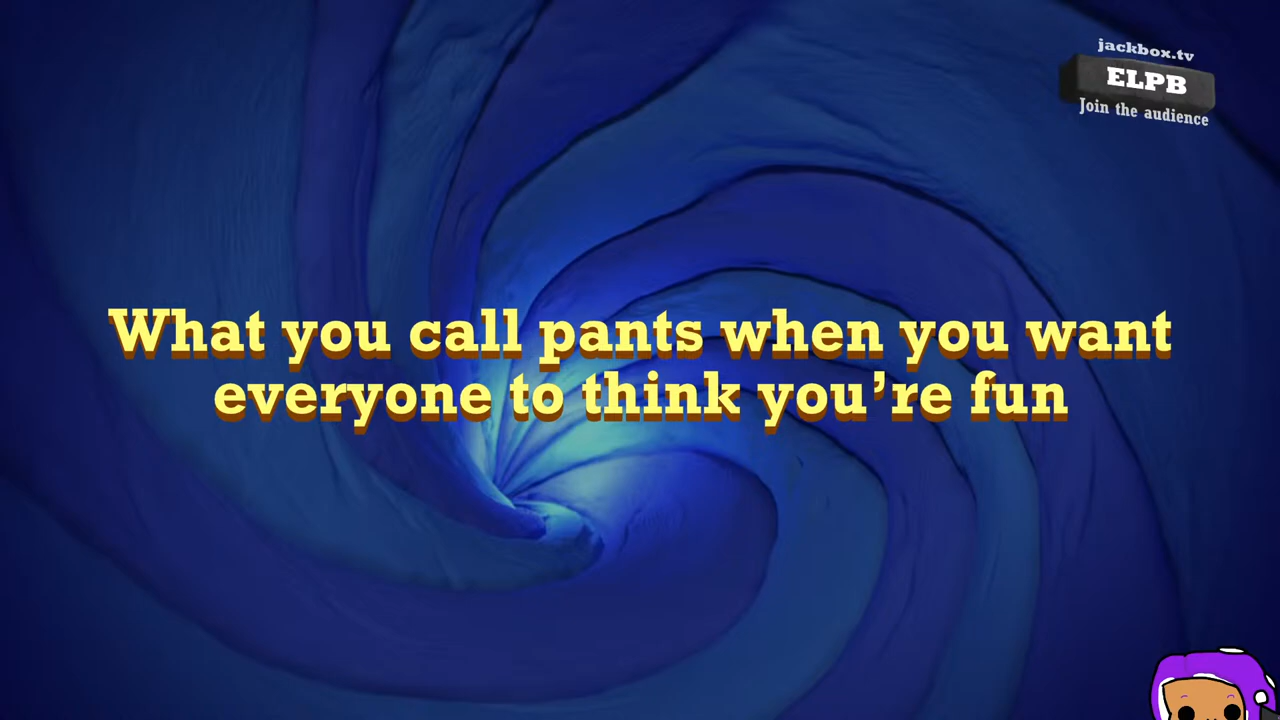 jackbox.tv
ELPB
Join the audience
What you call pants when you want
everyone to think you’re fun